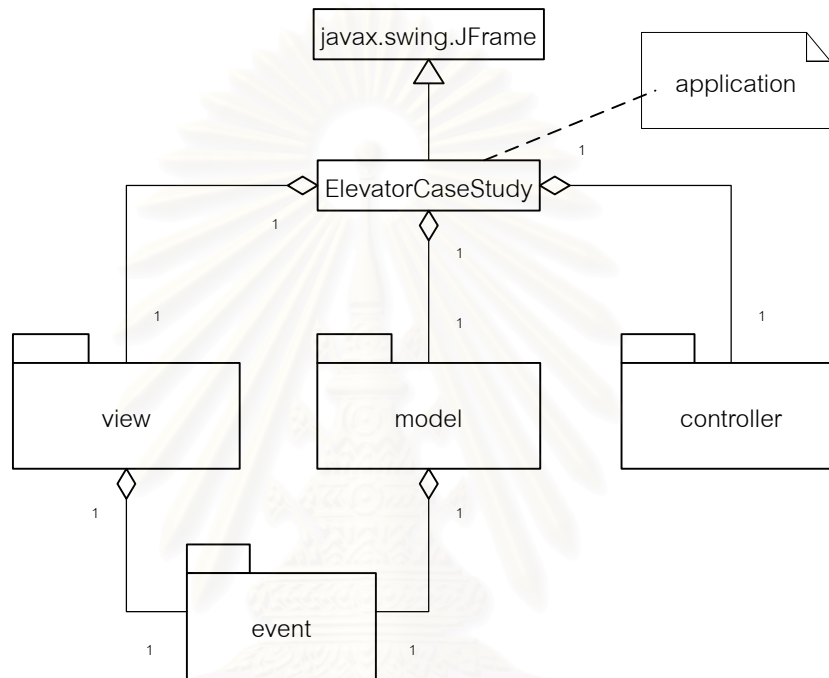 javax.swing.JFrame
application
1
ElevatorCaseStudy
1
1
1
1
1
view
model
controller
1
1
event
1
1